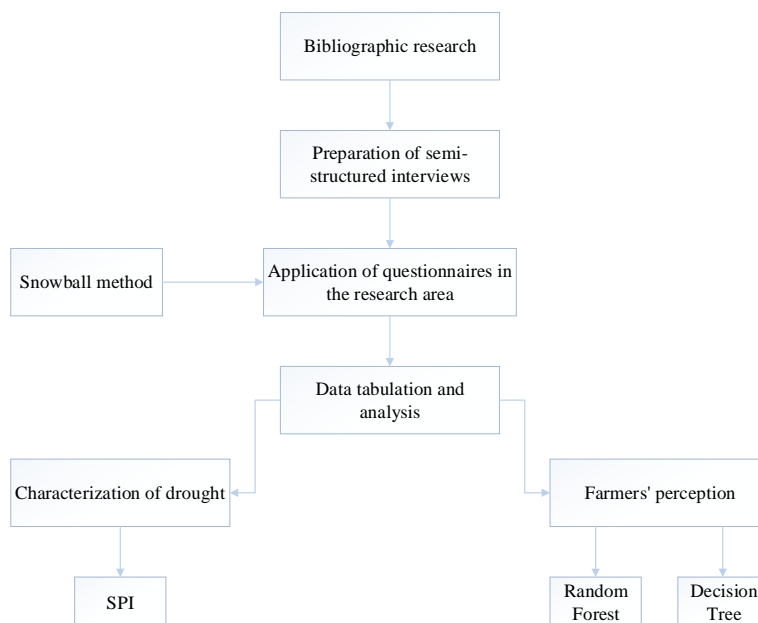 Bibliographic research
Preparation of semi-
structured interviews
Snowball method
Application of questionnaires in
the research area
Data tabulation and
analysis
Characterization of drought
Farmers' perception
SPI
Random
Forest
Decision
Tree